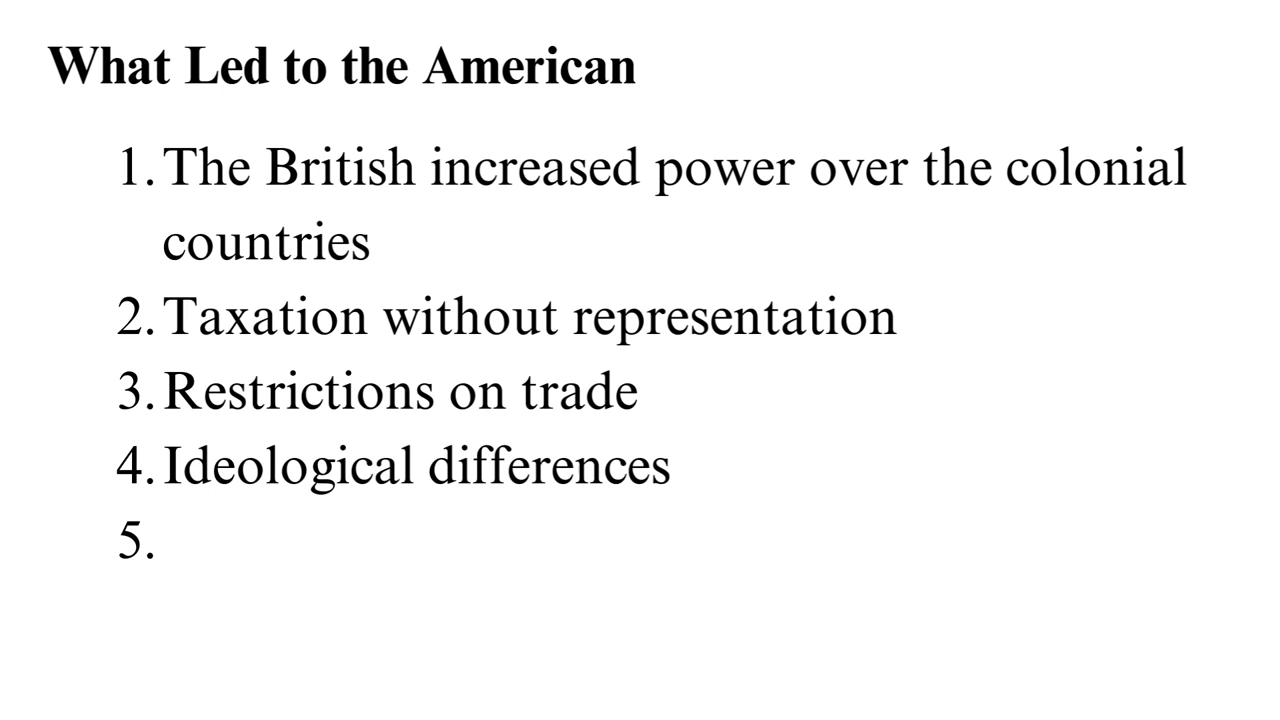 What Led to the American
1. The British increased power over the colonial
countries
2. Taxation without representation
3. Restrictions on trade
4. Ideological differences
5.